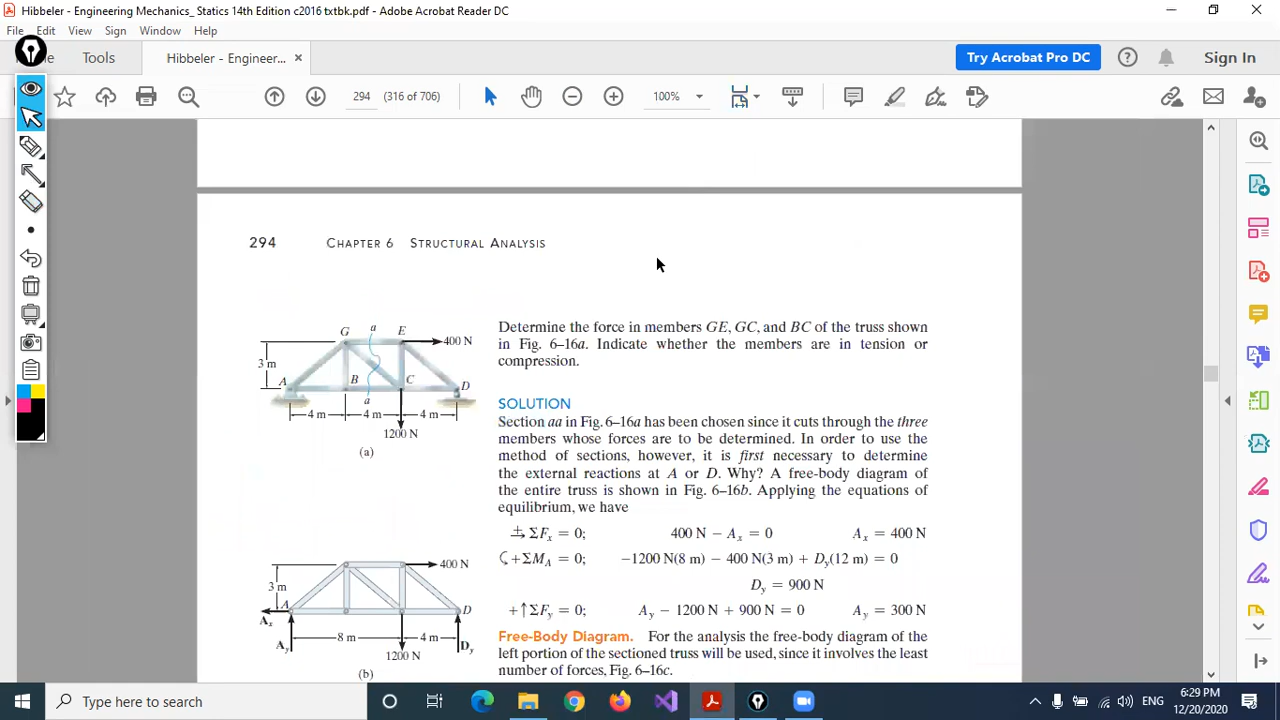 Hibbeler - Engineering Mechanics_ Statics 14th Edition c2016 txtbk.pdf - Adobe Acrobat Reader DC
File Edit View Sign Window Help
Tools
Hibbeler - Engineer...
Try Acrobat Pro DC
Sign In
294 (316 of 706)
100%
294 CHAPTER 6 STRUCTURAL ANALYSIS
Determine the force in members GE, GC, and BC of the truss shown
in Fig. 6–16a. Indicate whether the members are in tension or
compression.
G a E
400 N
3 m
A B C D
a
4 m 4 m 4 m
1200 N
(a)
SOLUTION
Section aa in Fig. 6–16a has been chosen since it cuts through the three
members whose forces are to be determined. In order to use the
method of sections, however, it is first necessary to determine
the external reactions at A or D. Why? A free-body diagram of
the entire truss is shown in Fig. 6–16b. Applying the equations of
equilibrium, we have
ΣFx = 0; 400 N − Ax = 0 Ax = 400 N
+ΣMA = 0; −1200 N(8 m) − 400 N(3 m) + Dy(12 m) = 0
Dy = 900 N
+↑ΣFy = 0; Ay − 1200 N + 900 N = 0 Ay = 300 N
Free-Body Diagram. For the analysis the free-body diagram of the
left portion of the sectioned truss will be used, since it involves the least
number of forces, Fig. 6–16c.
400 N
3 m
A D
Ax
8 m 4 m
Ay Dy
1200 N
(b)
Type here to search
ENG
6:29 PM
12/20/2020